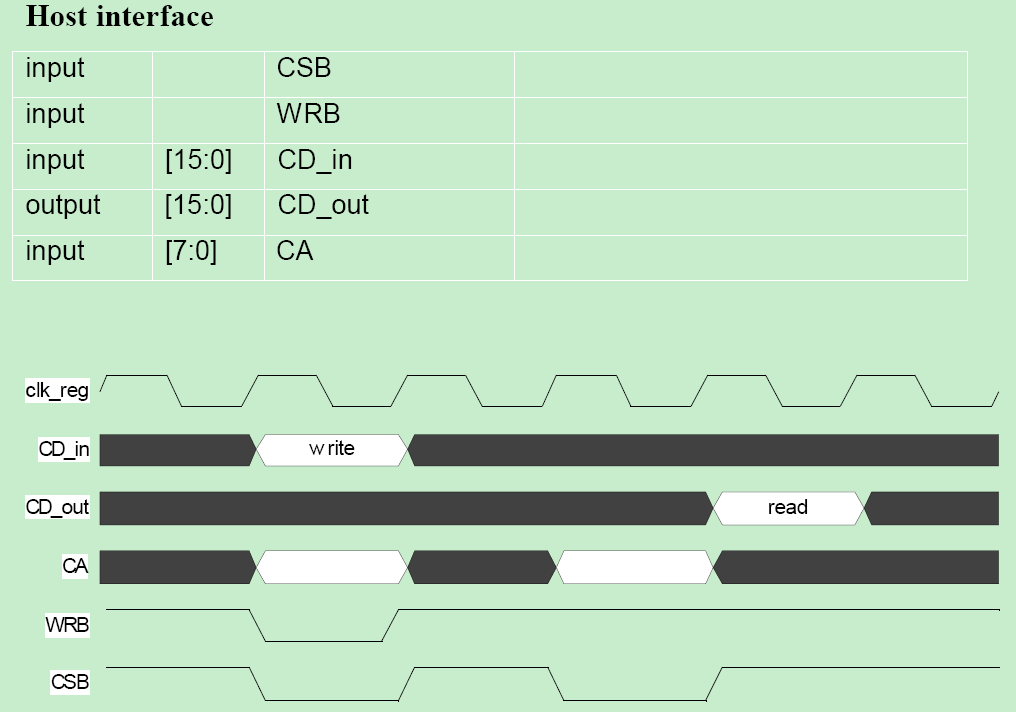 Host interface
input CSB
input WRB
input [15:0] CD_in
output [15:0] CD_out
input [7:0] CA
clk_reg
CD_in write
CD_out read
CA
WRB
CSB